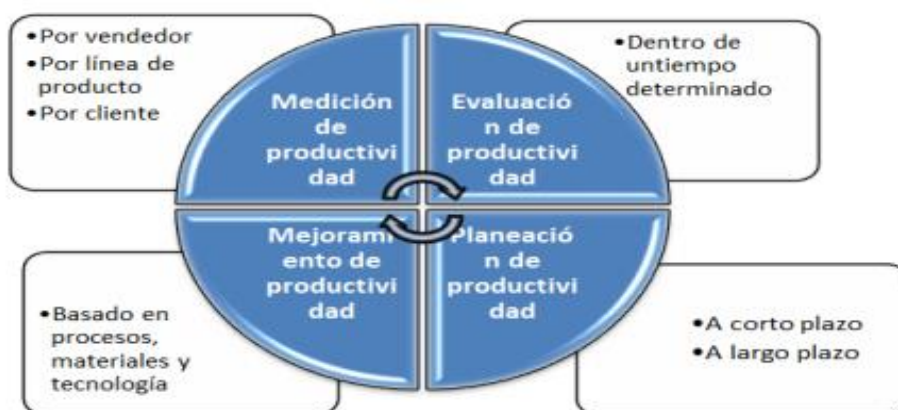 •Por vendedor
•Por línea de
producto
•Por cliente
Medición
de
productivi
dad
Evaluació
n de
productivi
dad
•Dentro de
untiempo
determinado
•Basado en
procesos,
materiales y
tecnología
Mejorami
ento de
productivi
dad
Planeació
n de
productivi
dad
•A corto plazo
•A largo plazo